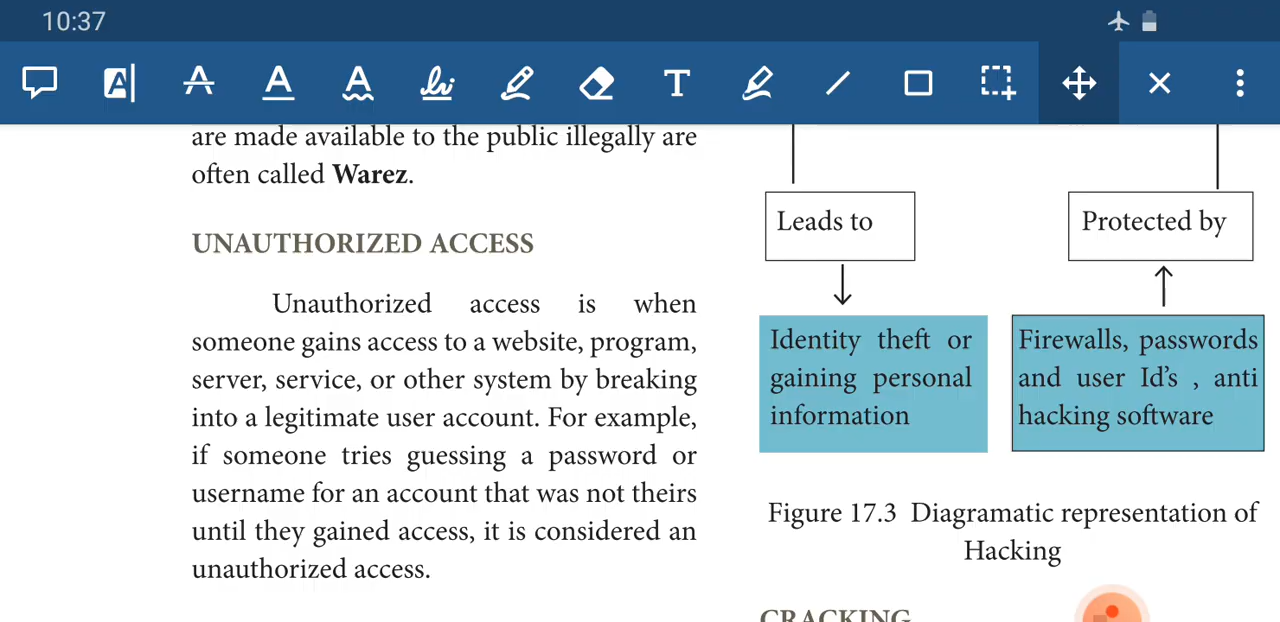 10:37
are made available to the public illegally are
often called Warez.
UNAUTHORIZED ACCESS
Unauthorized access is when
someone gains access to a website, program,
server, service, or other system by breaking
into a legitimate user account. For example,
if someone tries guessing a password or
username for an account that was not theirs
until they gained access, it is considered an
unauthorized access.
Leads to
Protected by
Identity theft or
gaining personal
information
Firewalls, passwords
and user Id's , anti
hacking software
Figure 17.3 Diagramatic representation of
Hacking
CRACKING